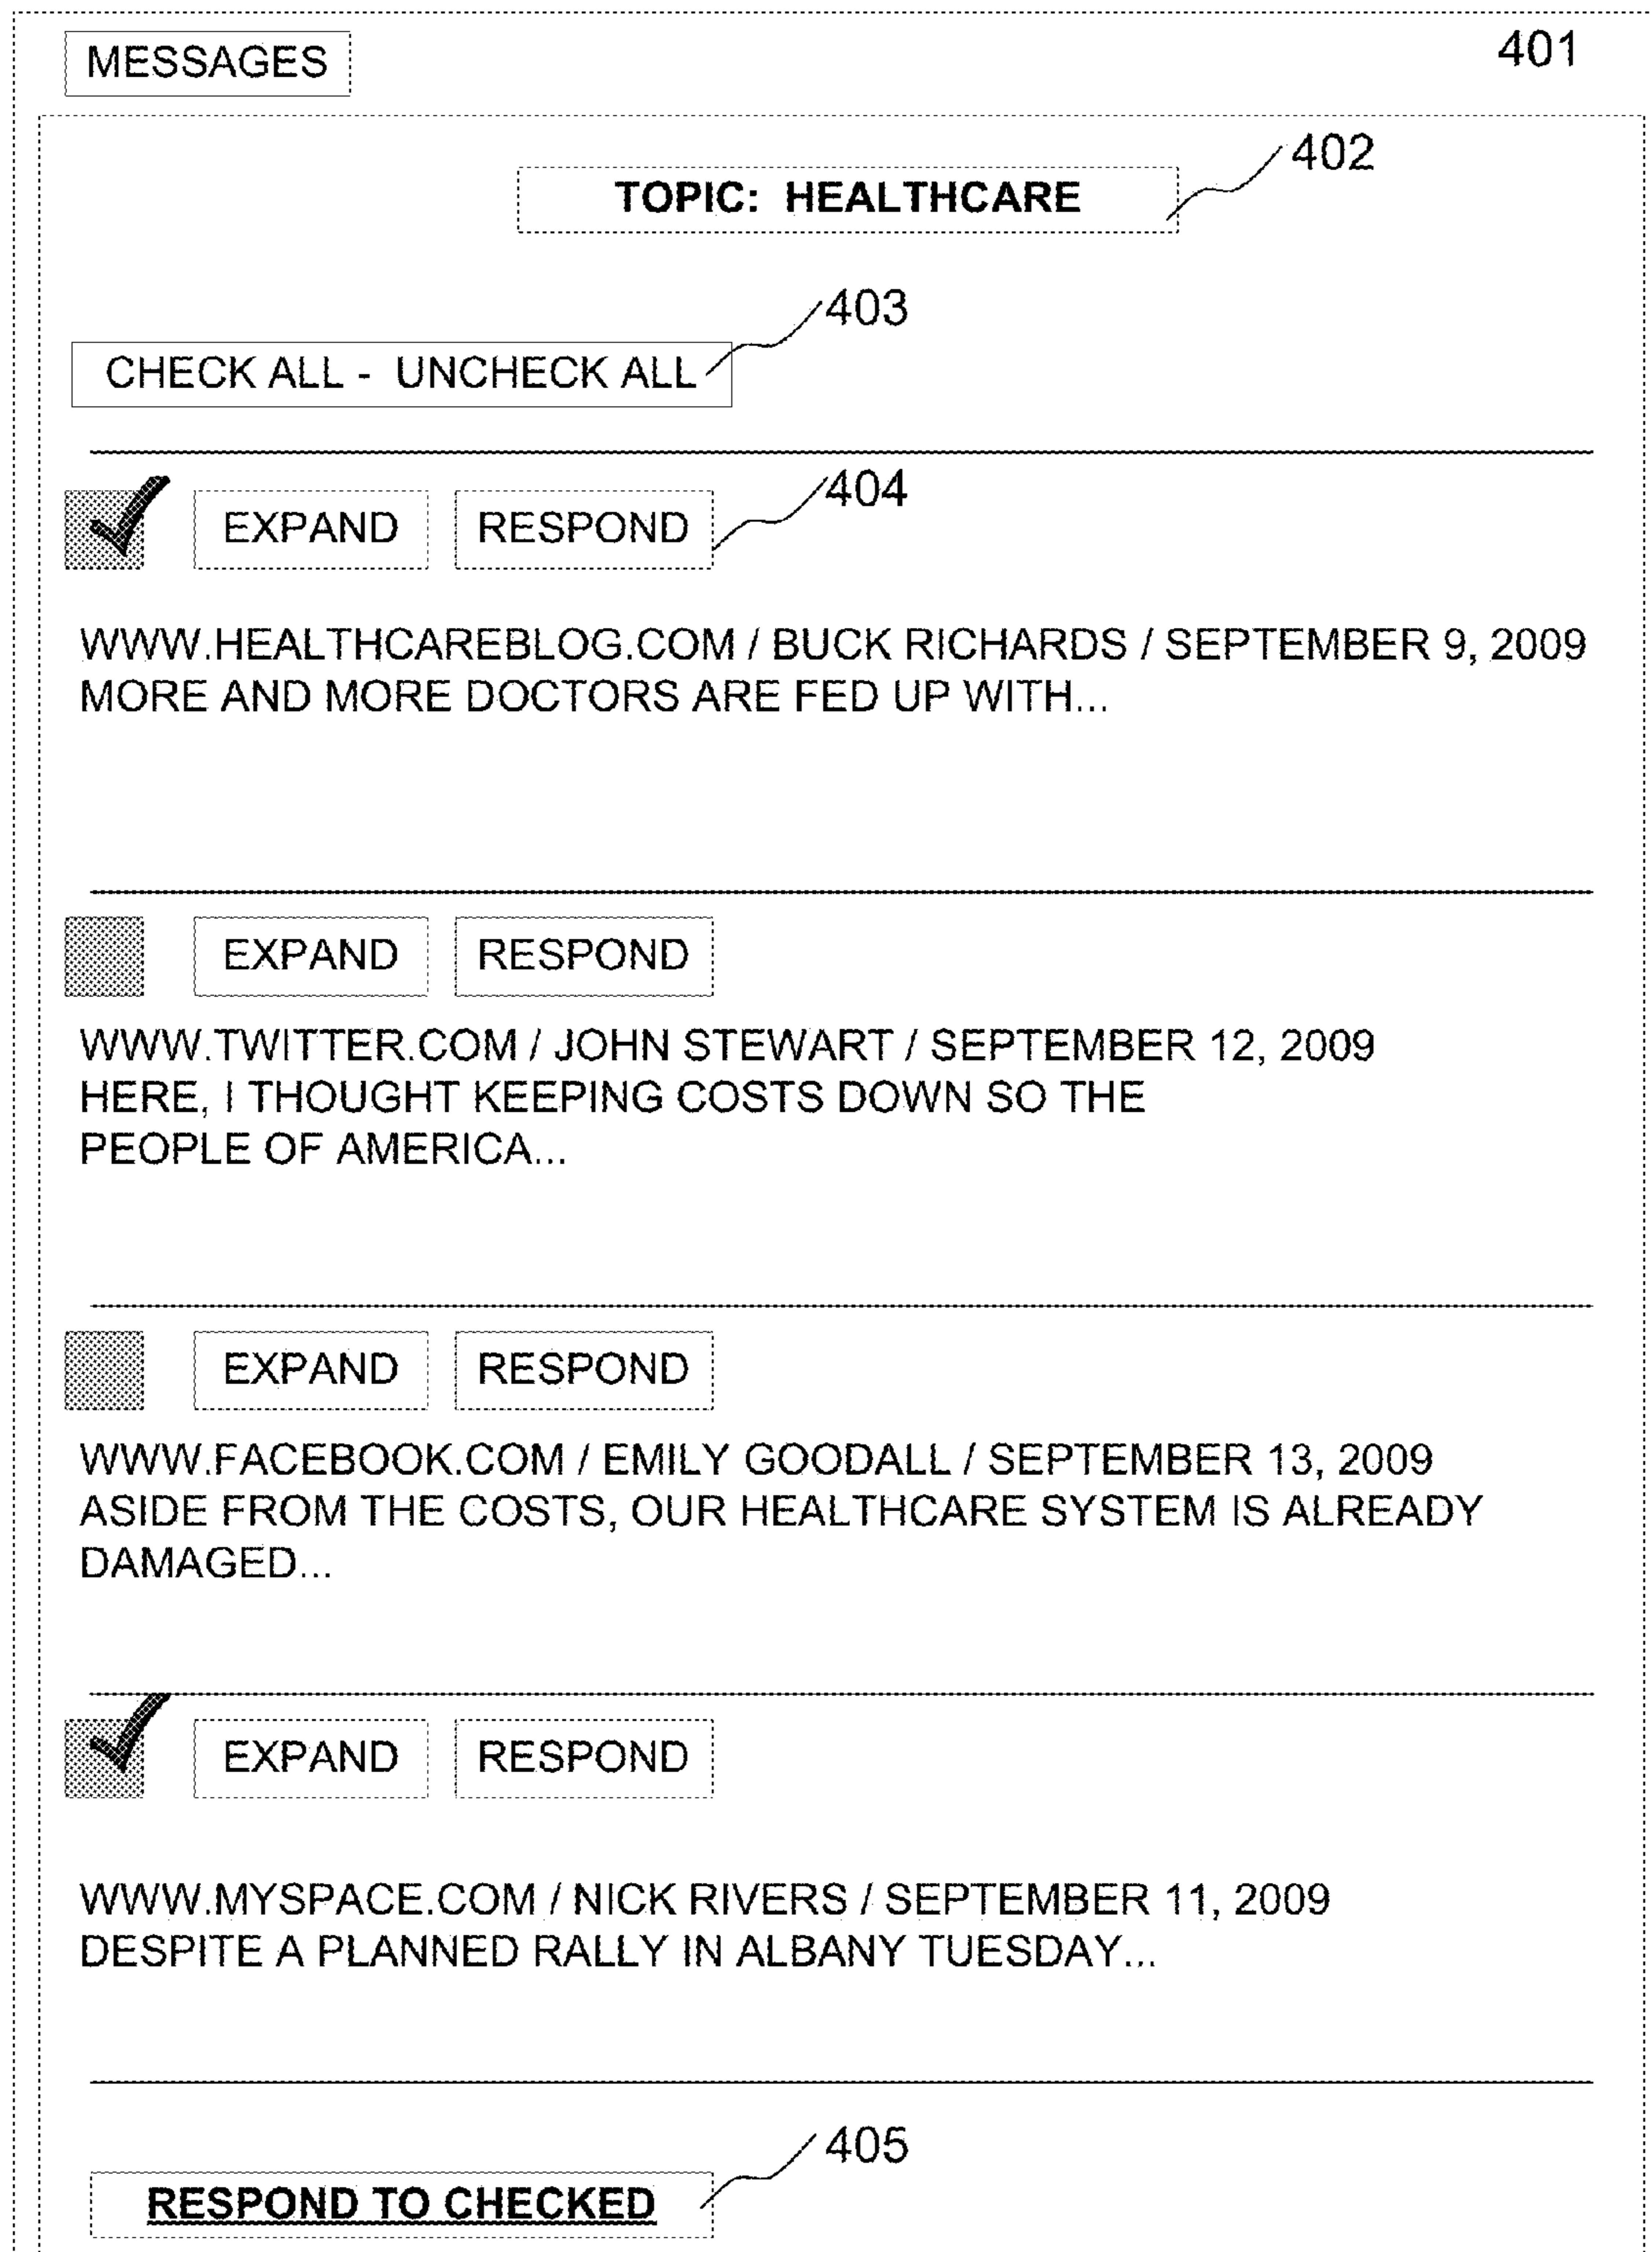 MESSAGES
401
TOPIC: HEALTHCARE
402
403
CHECK ALL - UNCHECK ALL
404
EXPAND RESPOND
WWW.HEALTHCAREBLOG.COM / BUCK RICHARDS / SEPTEMBER 9, 2009
MORE AND MORE DOCTORS ARE FED UP WITH...
EXPAND RESPOND
WWW.TWITTER.COM / JOHN STEWART / SEPTEMBER 12, 2009
HERE, I THOUGHT KEEPING COSTS DOWN SO THE
PEOPLE OF AMERICA...
EXPAND RESPOND
WWW.FACEBOOK.COM / EMILY GOODALL / SEPTEMBER 13, 2009
ASIDE FROM THE COSTS, OUR HEALTHCARE SYSTEM IS ALREADY
DAMAGED...
EXPAND RESPOND
WWW.MYSPACE.COM / NICK RIVERS / SEPTEMBER 11, 2009
DESPITE A PLANNED RALLY IN ALBANY TUESDAY...
405
RESPOND TO CHECKED